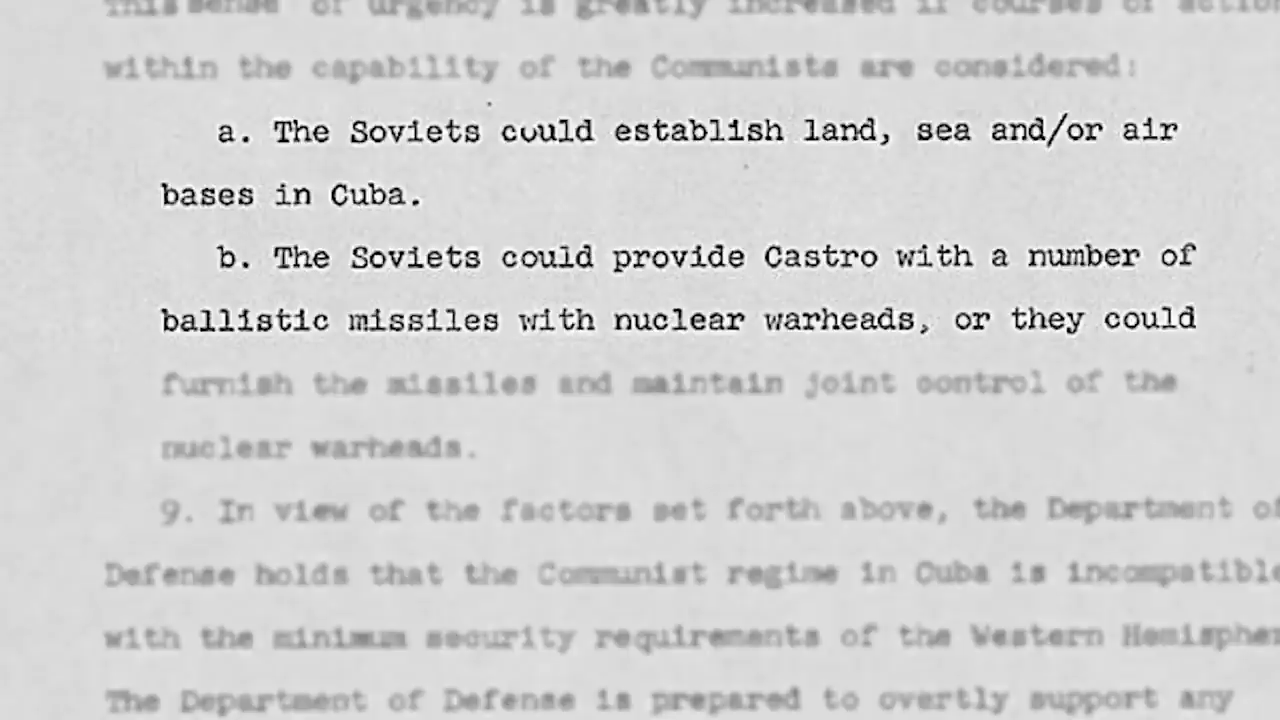 This sense of urgency is greatly increased if courses of action
within the capability of the Communists are considered:
a. The Soviets could establish land, sea and/or air
bases in Cuba.
b. The Soviets could provide Castro with a number of
ballistic missiles with nuclear warheads, or they could
furnish the missiles and maintain joint control of the
nuclear warheads.
9. In view of the factors set forth above, the Department of
Defense holds that the Communist regime in Cuba is incompatible
with the minimum security requirements of the Western Hemispher
The Department of Defense is prepared to overtly support any